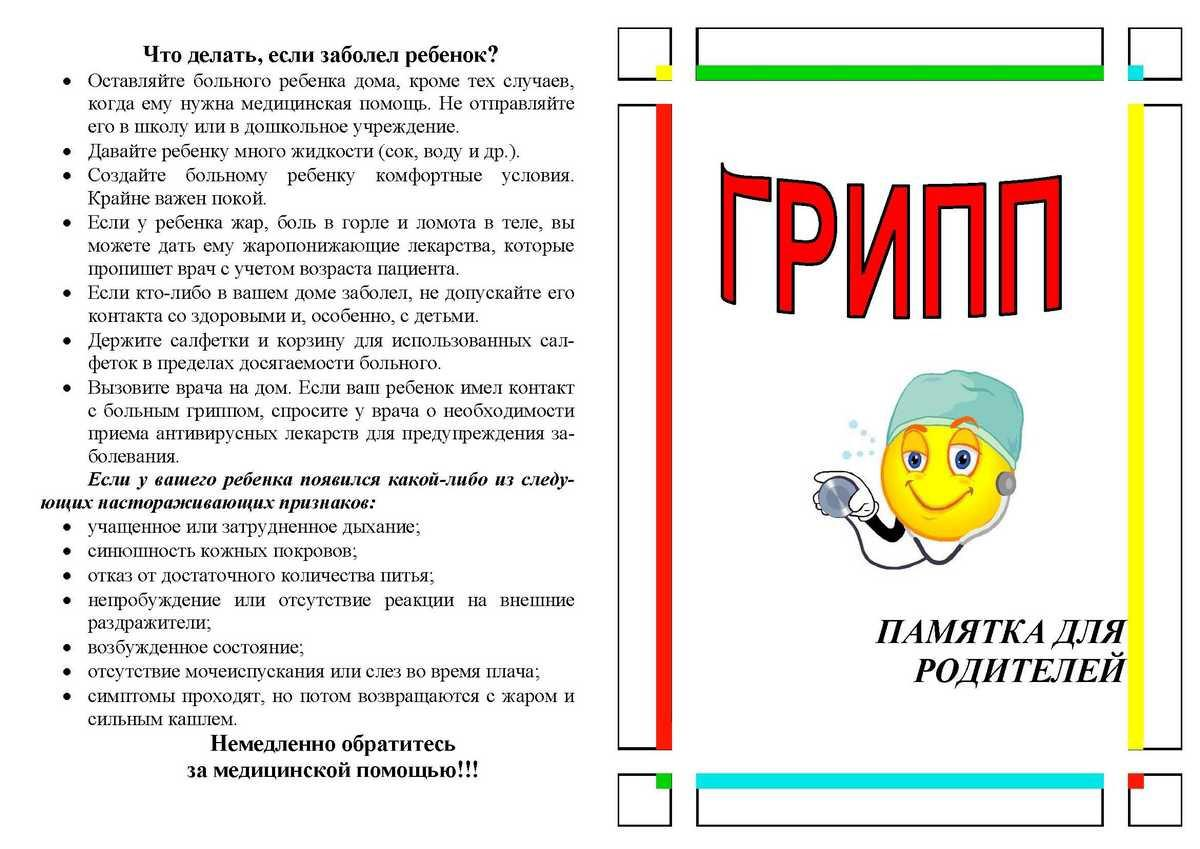 Что делать, если заболел ребенок?
• Оставляйте больного ребенка дома, кроме тех случаев,
когда ему нужна медицинская помощь. Не отправляйте
его в школу или в дошкольное учреждение.
• Давайте ребенку много жидкости (сок, воду и др.).
• Создайте больному ребенку комфортные условия.
Крайне важен покой.
• Если у ребенка жар, боль в горле и ломота в теле, вы
можете дать ему жаропонижающие лекарства, которые
пропишет врач с учетом возраста пациента.
• Если кто-либо в вашем доме заболел, не допускайте его
контакта со здоровыми и, особенно, с детьми.
• Держите салфетки и корзину для использованных сал-
феток в пределах досягаемости больного.
• Вызовите врача на дом. Если ваш ребенок имел контакт
с больным гриппом, спросите у врача о необходимости
приема антивирусных лекарств для предупреждения за-
болевания.
Если у вашего ребенка появился какой-либо из следу-
ющих настораживающих признаков:
• учащенное или затрудненное дыхание;
• синюшность кожных покровов;
• отказ от достаточного количества питья;
• непробуждение или отсутствие реакции на внешние
раздражители;
• возбужденное состояние;
• отсутствие мочеиспускания или слез во время плача;
• симптомы проходят, но потом возвращаются с жаром и
сильным кашлем.
Немедленно обратитесь
за медицинской помощью!!!
ГРИПП
ПАМЯТКА ДЛЯ
РОДИТЕЛЕЙ